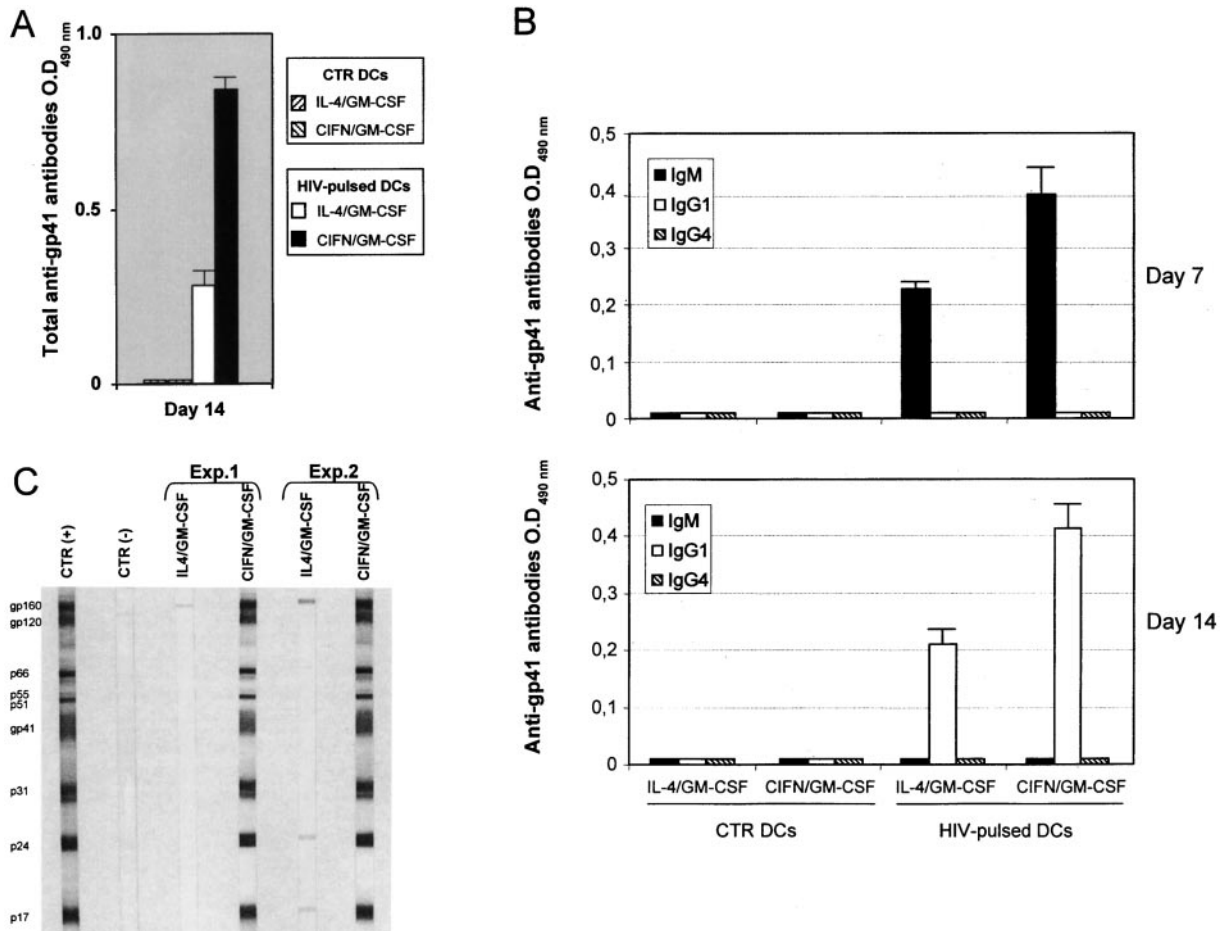 A
Total anti-gp41 antibodies O.D 490 nm
1.0
0.5
0
Day 14
CTR DCs
IL-4/GM-CSF
CIFN/GM-CSF
HIV-pulsed DCs
IL-4/GM-CSF
CIFN/GM-CSF
B
Anti-gp41 antibodies O.D 490 nm
0,5
0,4
0,3
0,2
0,1
0
IgM
IgG1
IgG4
Day 7
Anti-gp41 antibodies O.D 490 nm
0,5
0,4
0,3
0,2
0,1
0
IgM
IgG1
IgG4
Day 14
IL-4/GM-CSF
CIFN/GM-CSF
IL-4/GM-CSF
CIFN/GM-CSF
CTR DCs
HIV-pulsed DCs
C
Exp.1
Exp.2
CTR (+)
CTR (-)
IL4/GM-CSF
CIFN/GM-CSF
IL4/GM-CSF
CIFN/GM-CSF
gp160
gp120
p66
p55
p51
gp41
p31
p24
p17